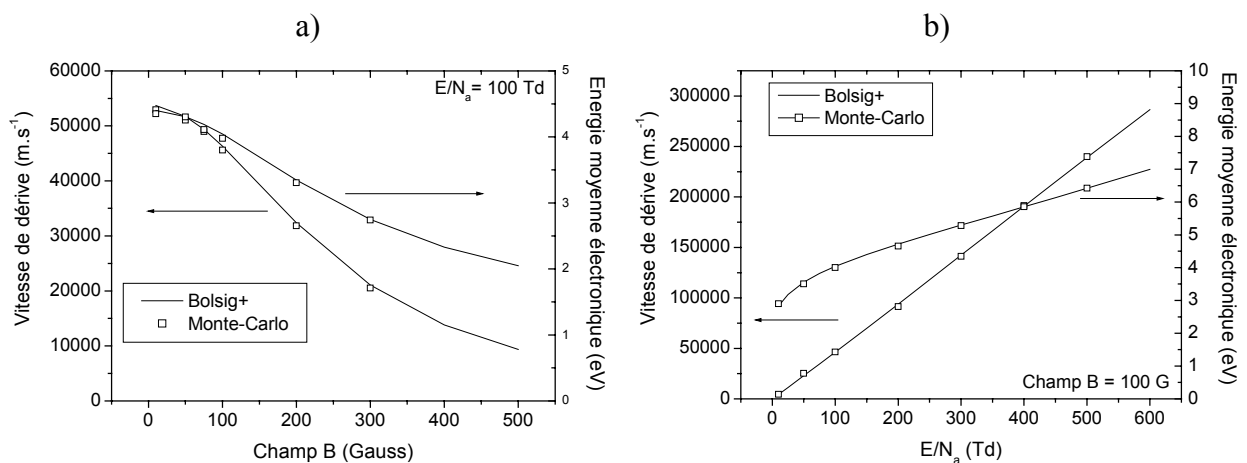 a)
E/Nₐ= 100 Td
Vitesse de dérive (m.s⁻¹)
60000
50000
40000
30000
20000
10000
0
Energie moyenne électronique (eV)
5
4
3
2
1
0
Bolsig+
Monte-Carlo
0 100 200 300 400 500
Champ B (Gauss)
b)
Vitesse de dérive (m.s⁻¹)
300000
250000
200000
150000
100000
50000
0
Energie moyenne électronique (eV)
10
9
8
7
6
5
4
3
2
1
0
Bolsig+
Monte-Carlo
Champ B = 100 G
0 100 200 300 400 500 600
E/Nₐ (Td)